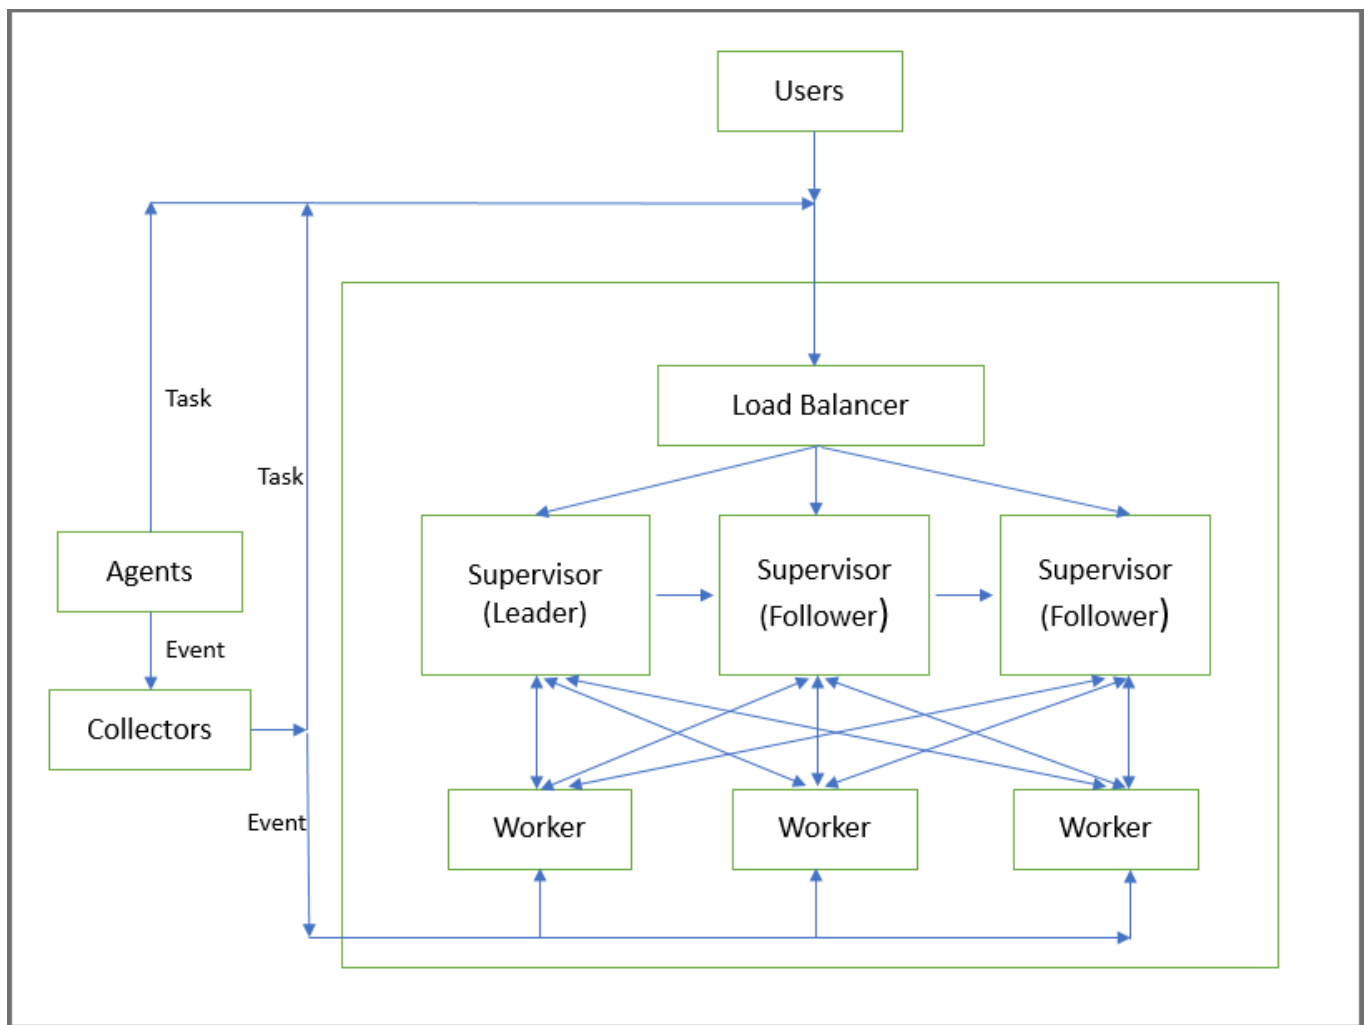 Users
Task
Load Balancer
Task
Agents
Supervisor
(Leader)
Supervisor
(Follower)
Supervisor
(Follower)
Event
Collectors
Event
Worker
Worker
Worker